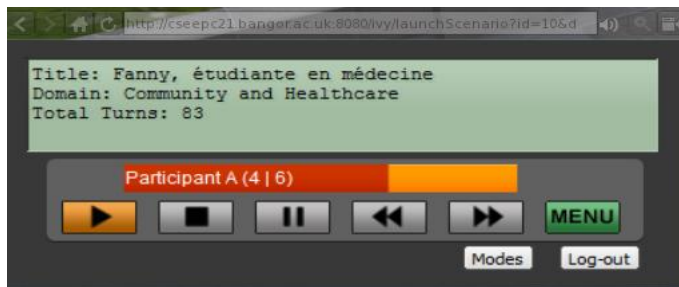 http://cseepc21.bangor.ac.uk:8080/ivy/launchScenario?id=10&d
Title: Fanny, étudiante en médecine
Domain: Community and Healthcare
Total Turns: 83
Participant A (4 | 6)
MENU
Modes Log-out